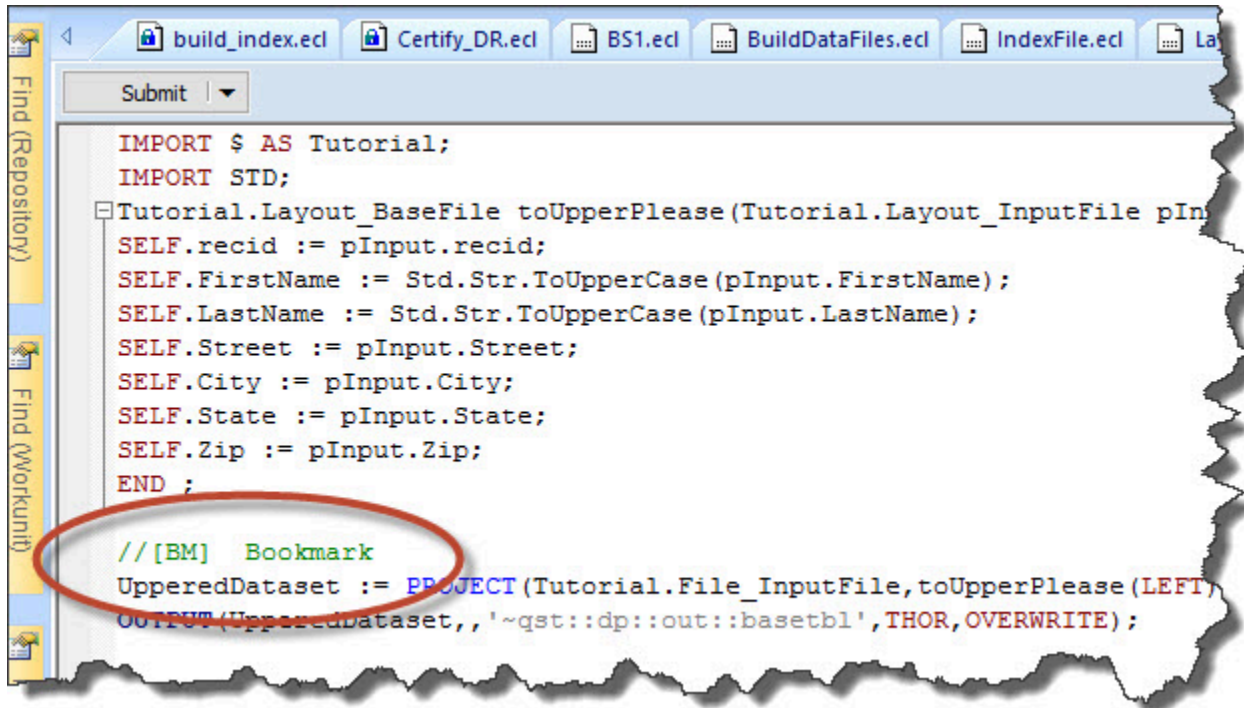 build_index.ecl Certify_DR.ecl BS1.ecl BuildDataFiles.ecl IndexFile.ecl
Submit
Find (Repository)
Find (Workunit)
IMPORT $ AS Tutorial;
IMPORT STD;
Tutorial.Layout_BaseFile toUpperPlease(Tutorial.Layout_InputFile
SELF.recid := pInput.recid;
SELF.FirstName := Std.Str.ToUpperCase(pInput.FirstName);
SELF.LastName := Std.Str.ToUpperCase(pInput.LastName);
SELF.Street := pInput.Street;
SELF.City := pInput.City;
SELF.State := pInput.State;
SELF.Zip := pInput.Zip;
END ;
//[BM] Bookmark
UpperedDataset := PROJECT(Tutorial.File_InputFile,toUpperPlease(LEFT)
OUTPUT(UpperedDataset,,'~qst::dp::out::basetbl',THOR,OVERWRITE);